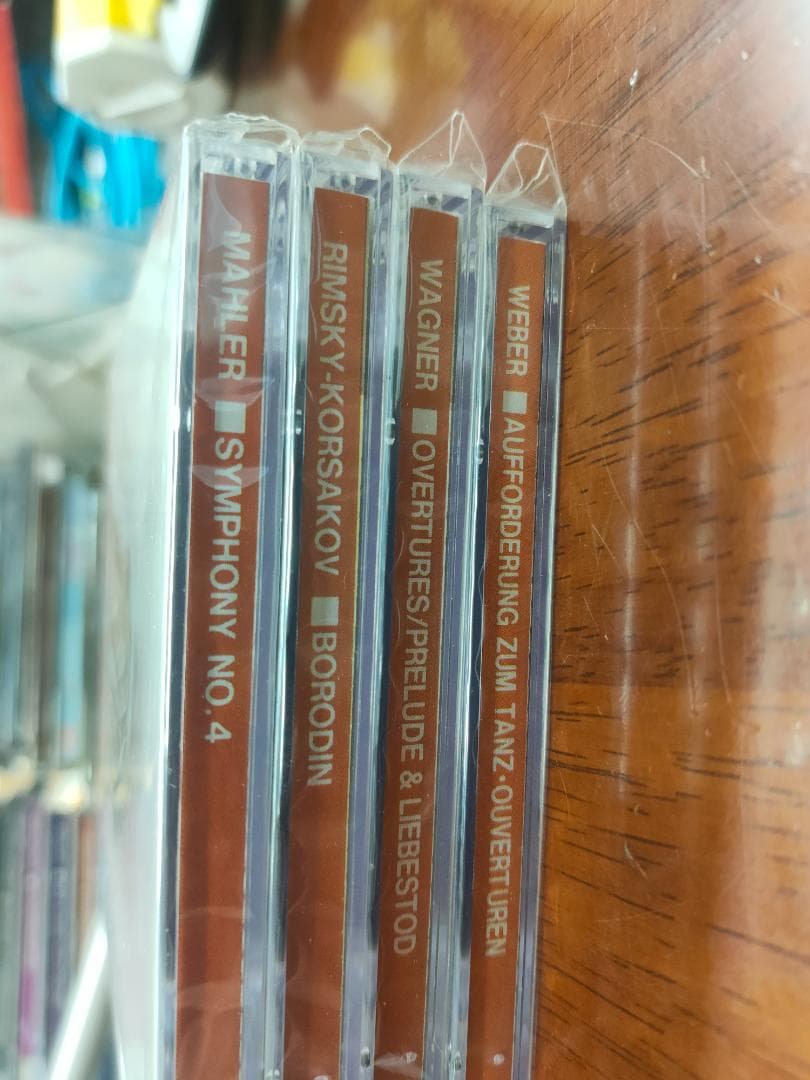 MAHLER ■ SYMPHONY NO. 4
RIMSKY-KORSAKOV ■ BORODIN
WAGNER ■ OVERTURES/PRELUDE & LIEBESTOD
WEBER ■ AUFFORDERUNG ZUM TANZ·OUVERTUREN